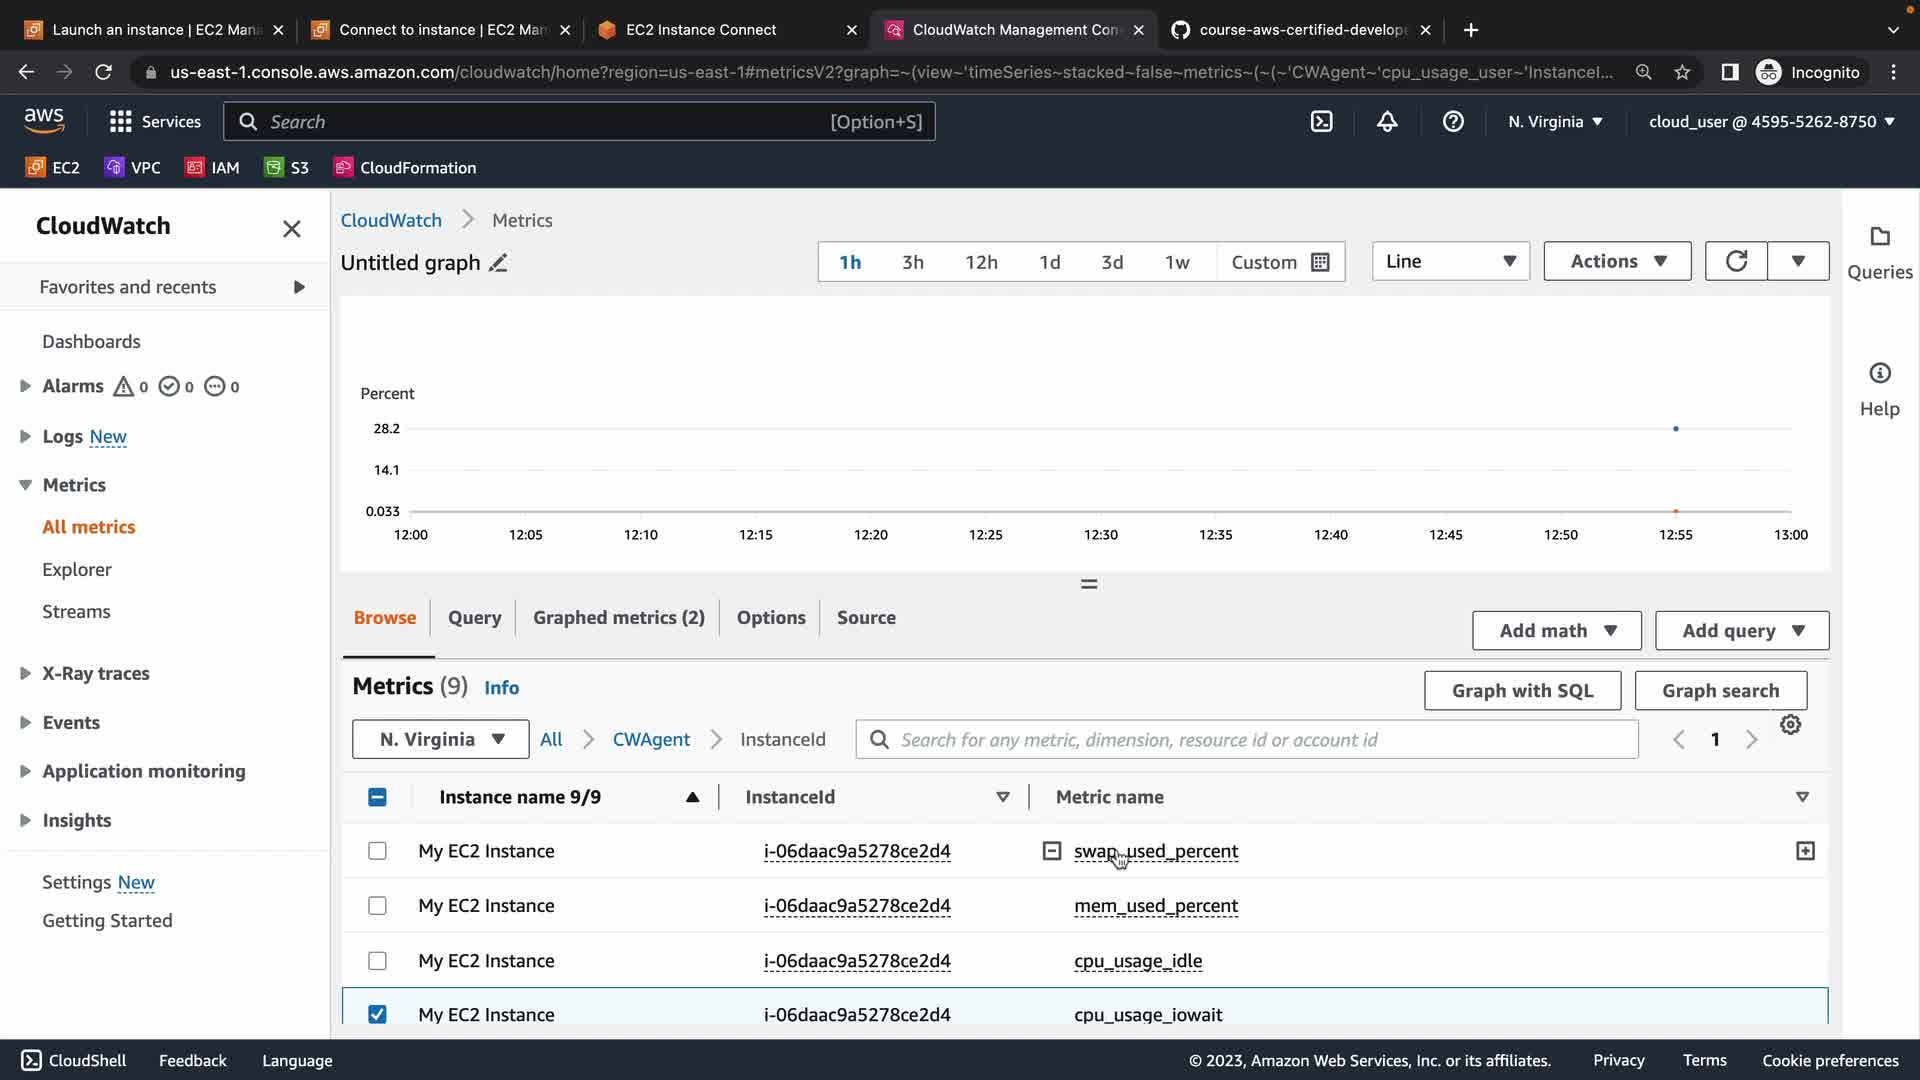 Launch an instance | EC2 Mana
Connect to instance | EC2 Man
EC2 Instance Connect
CloudWatch Management Con
course-aws-certified-develope
us-east-1.console.aws.amazon.com/cloudwatch/home?region=us-east-1#metricsV2?graph=~(view~'timeSeries~stacked~false~metrics~(~(~'CWAgent~'cpu_usage_user~'InstanceI...
Incognito
aws
Services
Search
[Option+S]
N. Virginia
cloud_user @ 4595-5262-8750
EC2
VPC
IAM
S3
CloudFormation
CloudWatch
Favorites and recents
Dashboards
Alarms 0 0 0
Logs New
Metrics
All metrics
Explorer
Streams
X-Ray traces
Events
Application monitoring
Insights
Settings New
Getting Started
CloudWatch
Metrics
Untitled graph
1h
3h
12h
1d
3d
1w
Custom
Line
Actions
Queries
Help
Percent
28.2
14.1
0.033
12:00
12:05
12:10
12:15
12:20
12:25
12:30
12:35
12:40
12:45
12:50
12:55
13:00
Browse
Query
Graphed metrics (2)
Options
Source
Add math
Add query
Metrics (9) Info
Graph with SQL
Graph search
N. Virginia
All
CWAgent
InstanceId
Search for any metric, dimension, resource id or account id
1
Instance name 9/9
InstanceId
Metric name
My EC2 Instance
i-06daac9a5278ce2d4
swap_used_percent
My EC2 Instance
i-06daac9a5278ce2d4
mem_used_percent
My EC2 Instance
i-06daac9a5278ce2d4
cpu_usage_idle
My EC2 Instance
i-06daac9a5278ce2d4
cpu_usage_iowait
CloudShell
Feedback
Language
© 2023, Amazon Web Services, Inc. or its affiliates.
Privacy
Terms
Cookie preferences